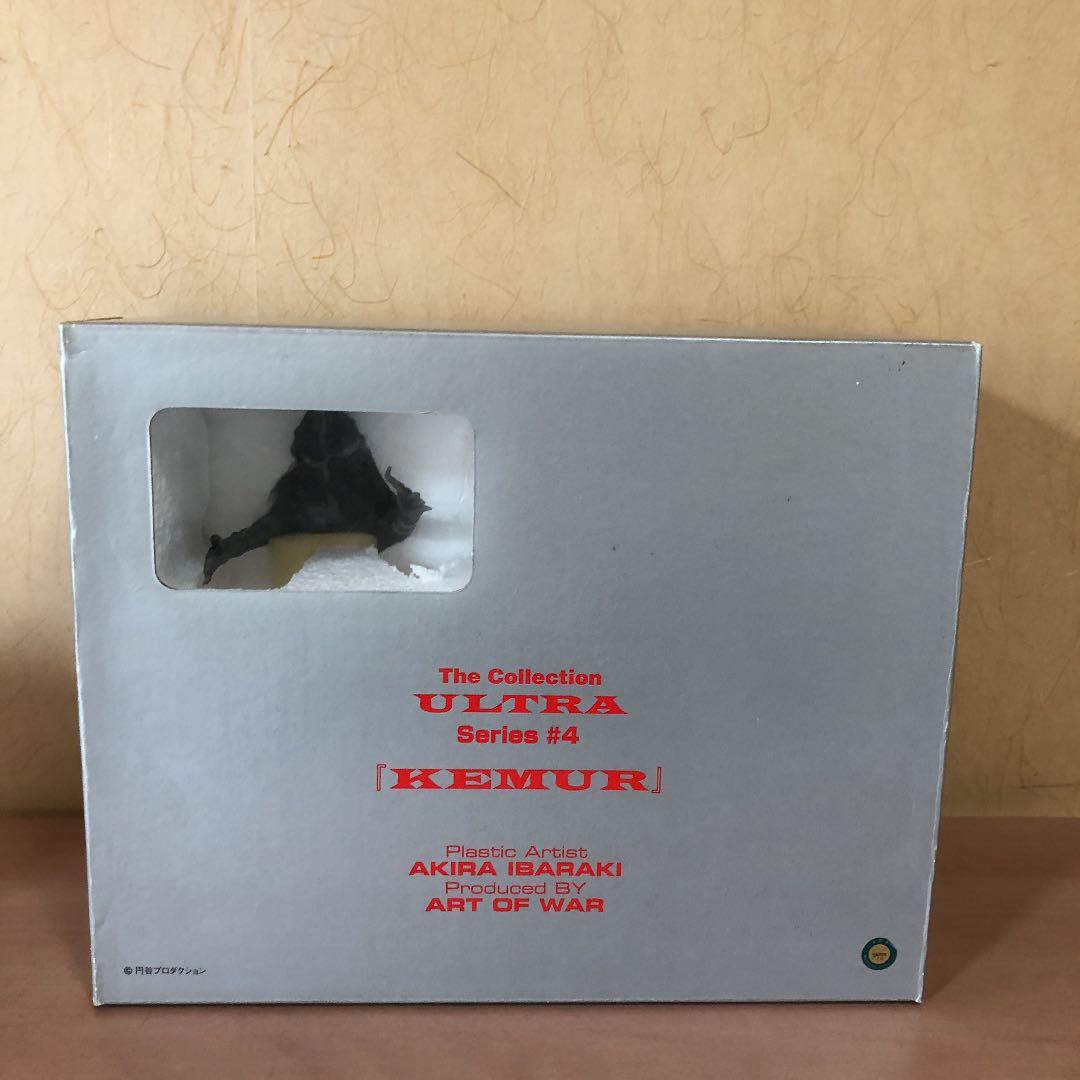 The Collection
ULTRA
Series #4
『KEMUR』
Plastic Artist
AKIRA IBARAKI
Produced BY
ART OF WAR
© 円谷プロダクション